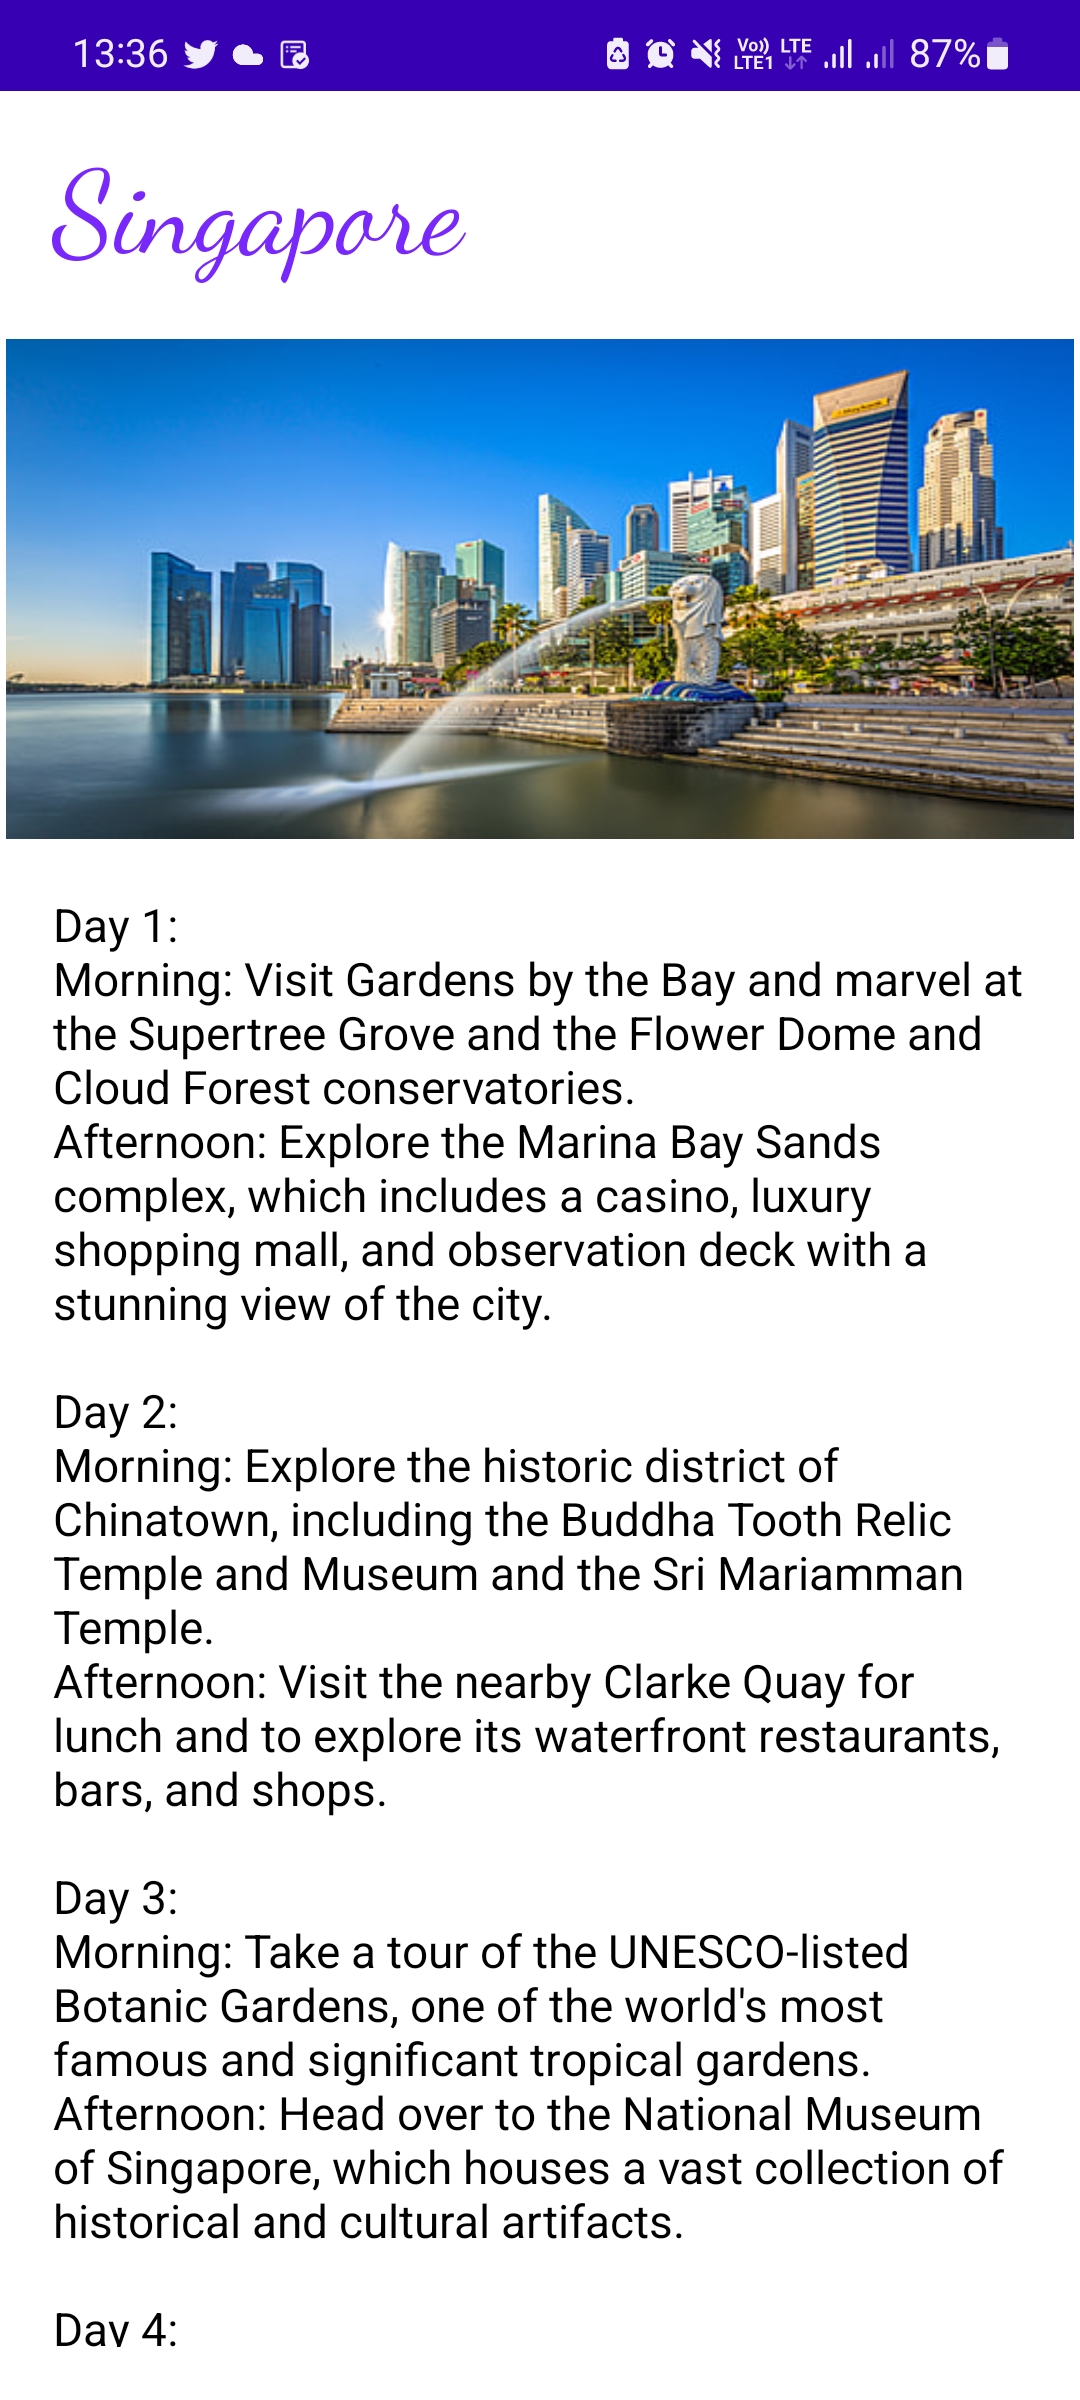 13:36
Vo)) LTE1 LTE 87%
Singapore
Day 1:
Morning: Visit Gardens by the Bay and marvel at
the Supertree Grove and the Flower Dome and
Cloud Forest conservatories.
Afternoon: Explore the Marina Bay Sands
complex, which includes a casino, luxury
shopping mall, and observation deck with a
stunning view of the city.
Day 2:
Morning: Explore the historic district of
Chinatown, including the Buddha Tooth Relic
Temple and Museum and the Sri Mariamman
Temple.
Afternoon: Visit the nearby Clarke Quay for
lunch and to explore its waterfront restaurants,
bars, and shops.
Day 3:
Morning: Take a tour of the UNESCO-listed
Botanic Gardens, one of the world's most
famous and significant tropical gardens.
Afternoon: Head over to the National Museum
of Singapore, which houses a vast collection of
historical and cultural artifacts.
Day 4: